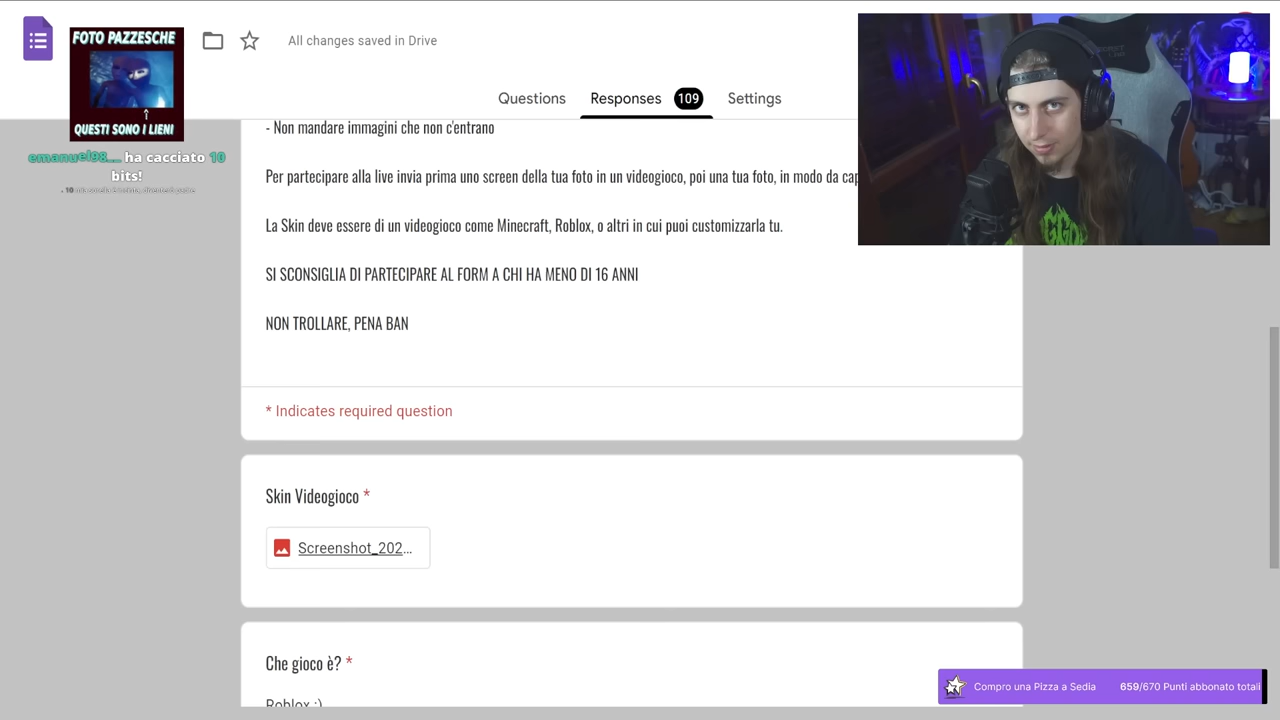 FOTO PAZZESCHE
QUESTI SONO I LIENI
emanuel98.... ha cacciato 10
bits!
All changes saved in Drive
Questions Responses 109 Settings
- Non mandare immagini che non c'entrano
Per partecipare alla live invia prima uno screen della tua foto in un videogioco, poi una tua foto, in modo da cap
La Skin deve essere di un videogioco come Minecraft, Roblox, o altri in cui puoi customizzarla tu.
SI SCONSIGLIA DI PARTECIPARE AL FORM A CHI HA MENO DI 16 ANNI
NON TROLLARE, PENA BAN
* Indicates required question
Skin Videogioco *
Screenshot_202...
Che gioco è? *
Roblox :)
Compro una Pizza a Sedia 659/670 Punti abbonato totali